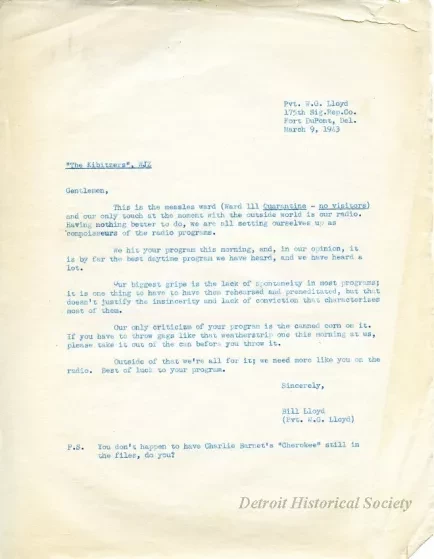 Pvt. W.G. Lloyd
175th Sig.Rep.Co.
Fort DuPont, Del.
March 9, 1943
"The Kibitzers", WJZ
Gentlemen,
This is the measles ward (Ward 111 Quarantine - no visitors)
and our only touch at the moment with the outside world is our radio.
Having nothing better to do, we are all setting ourselves up as
connoisseurs of the radio programs.
We hit your program this morning, and, in our opinion, it
is by far the best daytime program we have heard, and we have heard a
lot.
Our biggest gripe is the lack of spontaneity in most programs;
it is one thing to have to have them rehearsed and premeditated, but that
doesn't justify the insincerity and lack of conviction that characterizes
most of them.
Our only criticism of your program is the canned corn on it.
If you have to throw gags like that weatherstrip one this morning at us,
please take it out of the can before you throw it.
Outside of that we're all for it; we need more like you on the
radio. Best of luck to your program.
Sincerely,
Bill Lloyd
(Pvt. W.G. Lloyd)
P.S. You don't happen to have Charlie Barnet's "Cherokee" still in
the files, do you?
Detroit Historical Society